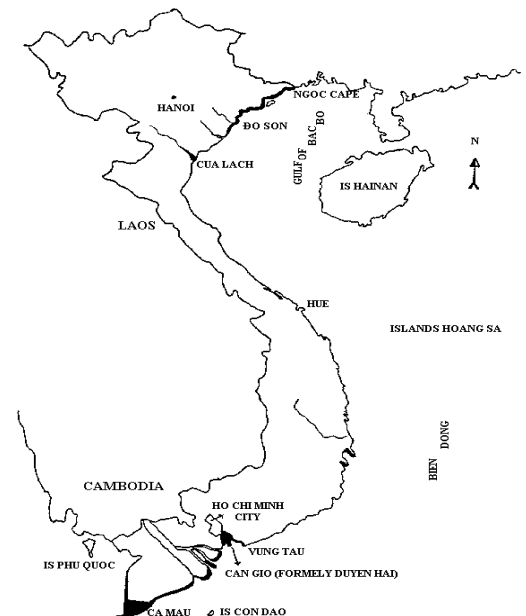 NGOC CAPE
HANOI
ĐO SON
GULF OF BAC BO
N
CUA LACH
IS HAINAN
LAOS
HUE
ISLANDS HOANG SA
BIEN DONG
CAMBODIA
HO CHI MINH
CITY
VUNG TAU
IS PHU QUOC
CAN GIO (FORMELY DUYEN HAI)
CA MAU
IS CON DAO